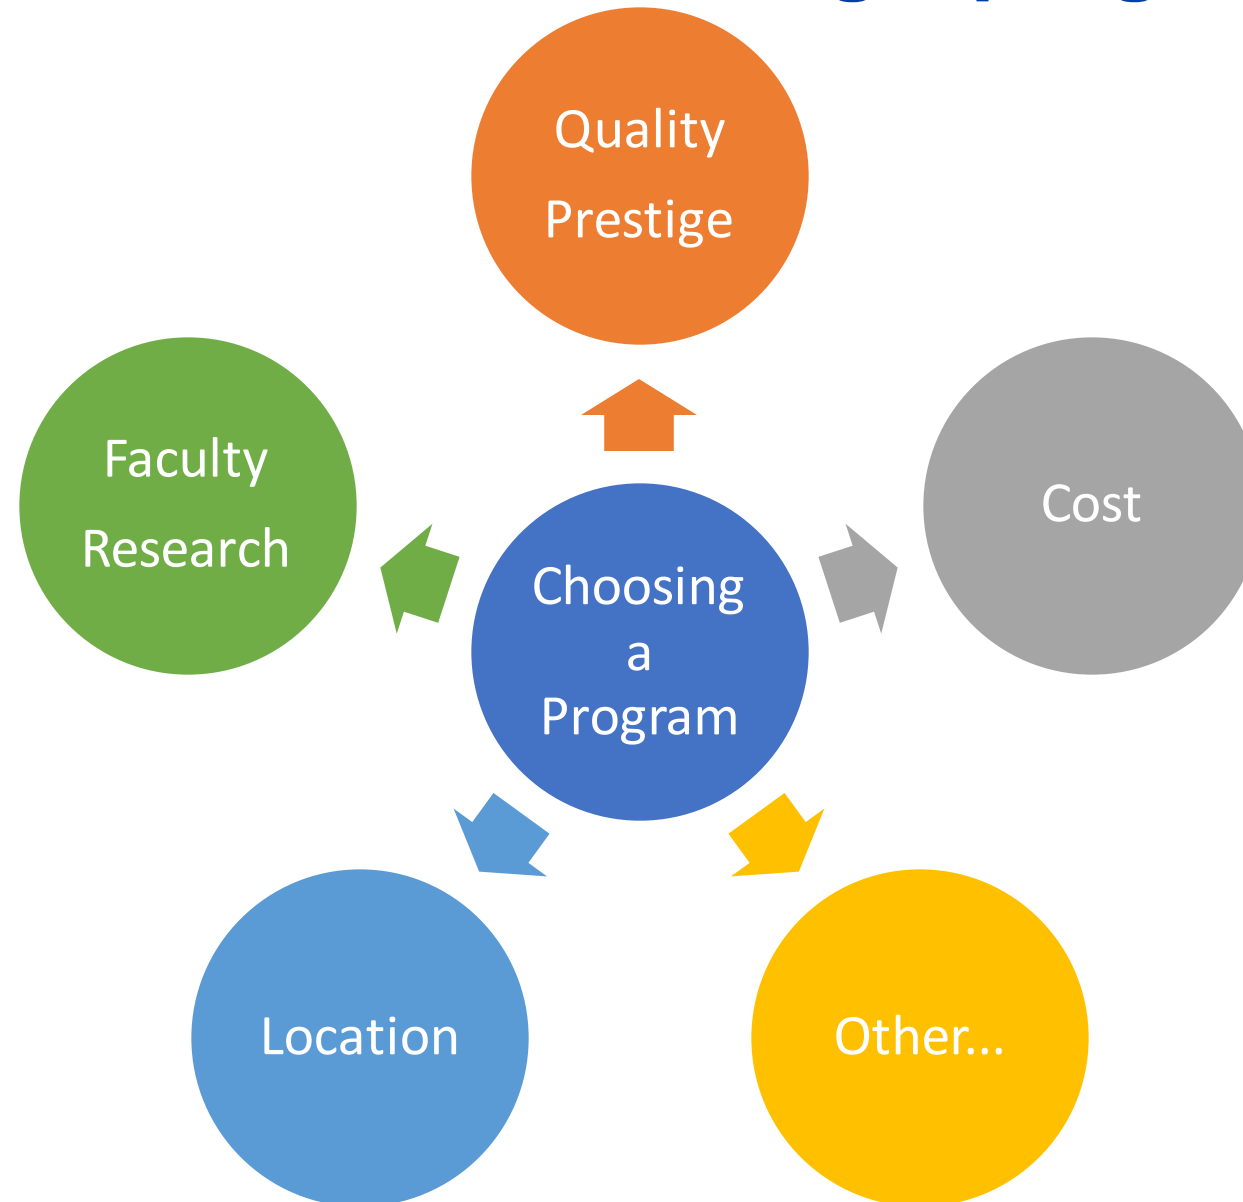 Quality
Prestige
Faculty
Research
Cost
Choosing
a
Program
Location
Other...